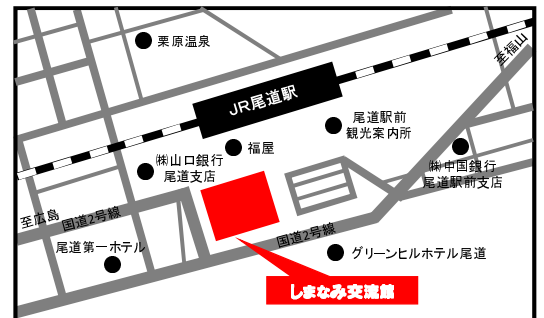 栗原温泉
至福山
JR尾道駅
尾道駅前
観光案内所
福屋
㈱山口銀行
尾道支店
㈱中国銀行
尾道駅前支店
至広島
国道2号線
国道2号線
尾道第一ホテル
グリーンヒルホテル尾道
しまなみ交流館